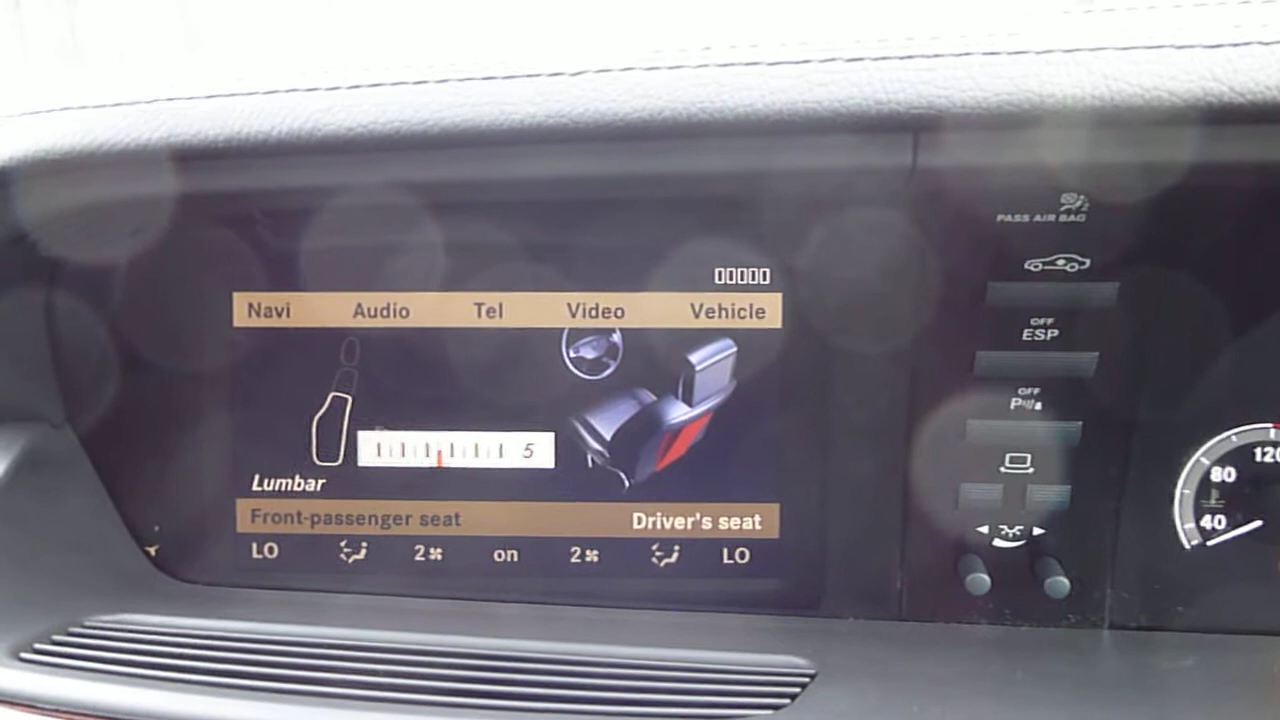 PASS AIR BAG
OFF
ESP
OFF
Navi Audio Tel Video Vehicle
5
Lumbar
Front-passenger seat Driver's seat
LO 2 on 2 LO
120
80
40